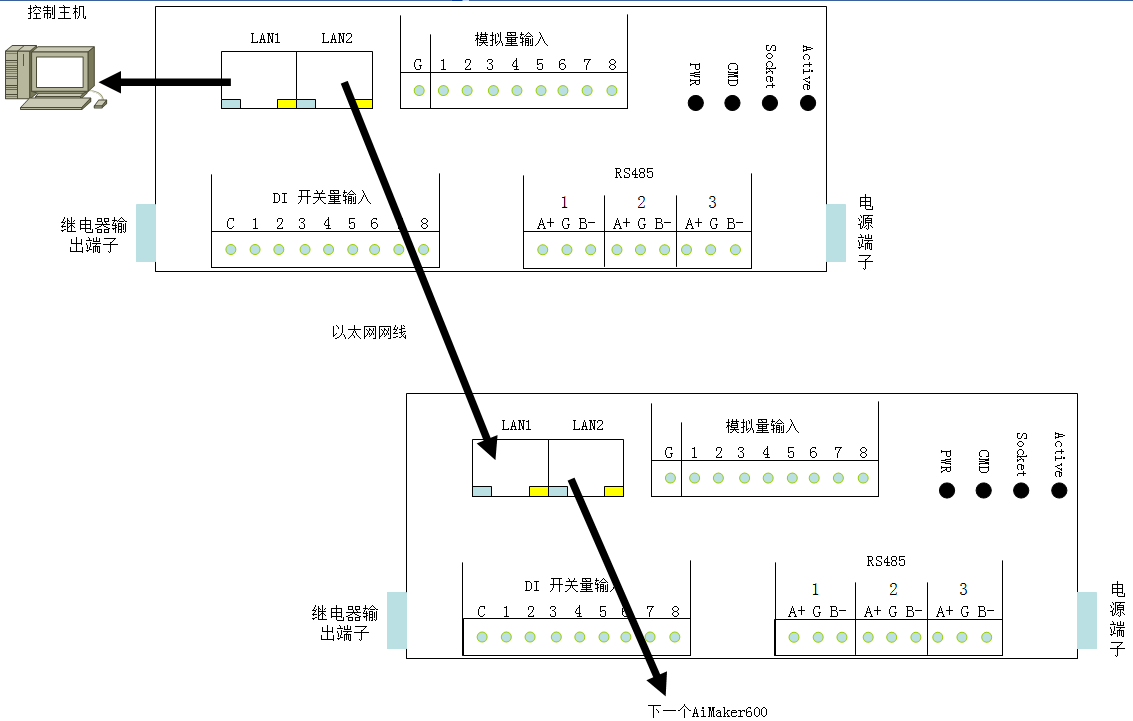 控制主机
LAN1 LAN2
模拟量输入
G 1 2 3 4 5 6 7 8
PWR CMD Socket Active
继电器输
出端子
DI 开关量输入
C 1 2 3 4 5 6 8
RS485
1 2 3
A+ G B- A+ G B- A+ G B-
电
源
端
子
以太网网线
LAN1 LAN2
模拟量输入
G 1 2 3 4 5 6 7 8
PWR CMD Socket Active
继电器输
出端子
DI 开关量输入
C 1 2 3 4 5 6 7 8
RS485
1 2 3
A+ G B- A+ G B- A+ G B-
电
源
端
子
下一个AiMaker600